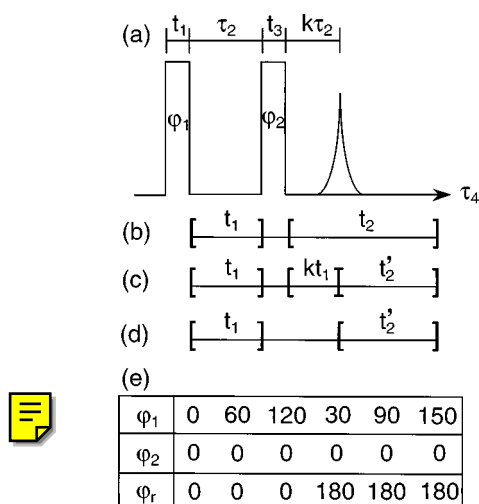 (a) t₁ τ₂ t₃ kτ₂
φ₁ φ₂
τ₄
(b) t₁ t₂
(c) t₁ kt₁ t₂'
(d) t₁ t₂'
(e)
φ₁ 0 60 120 30 90 150
φ₂ 0 0 0 0 0 0
φᵣ 0 0 0 180 180 180